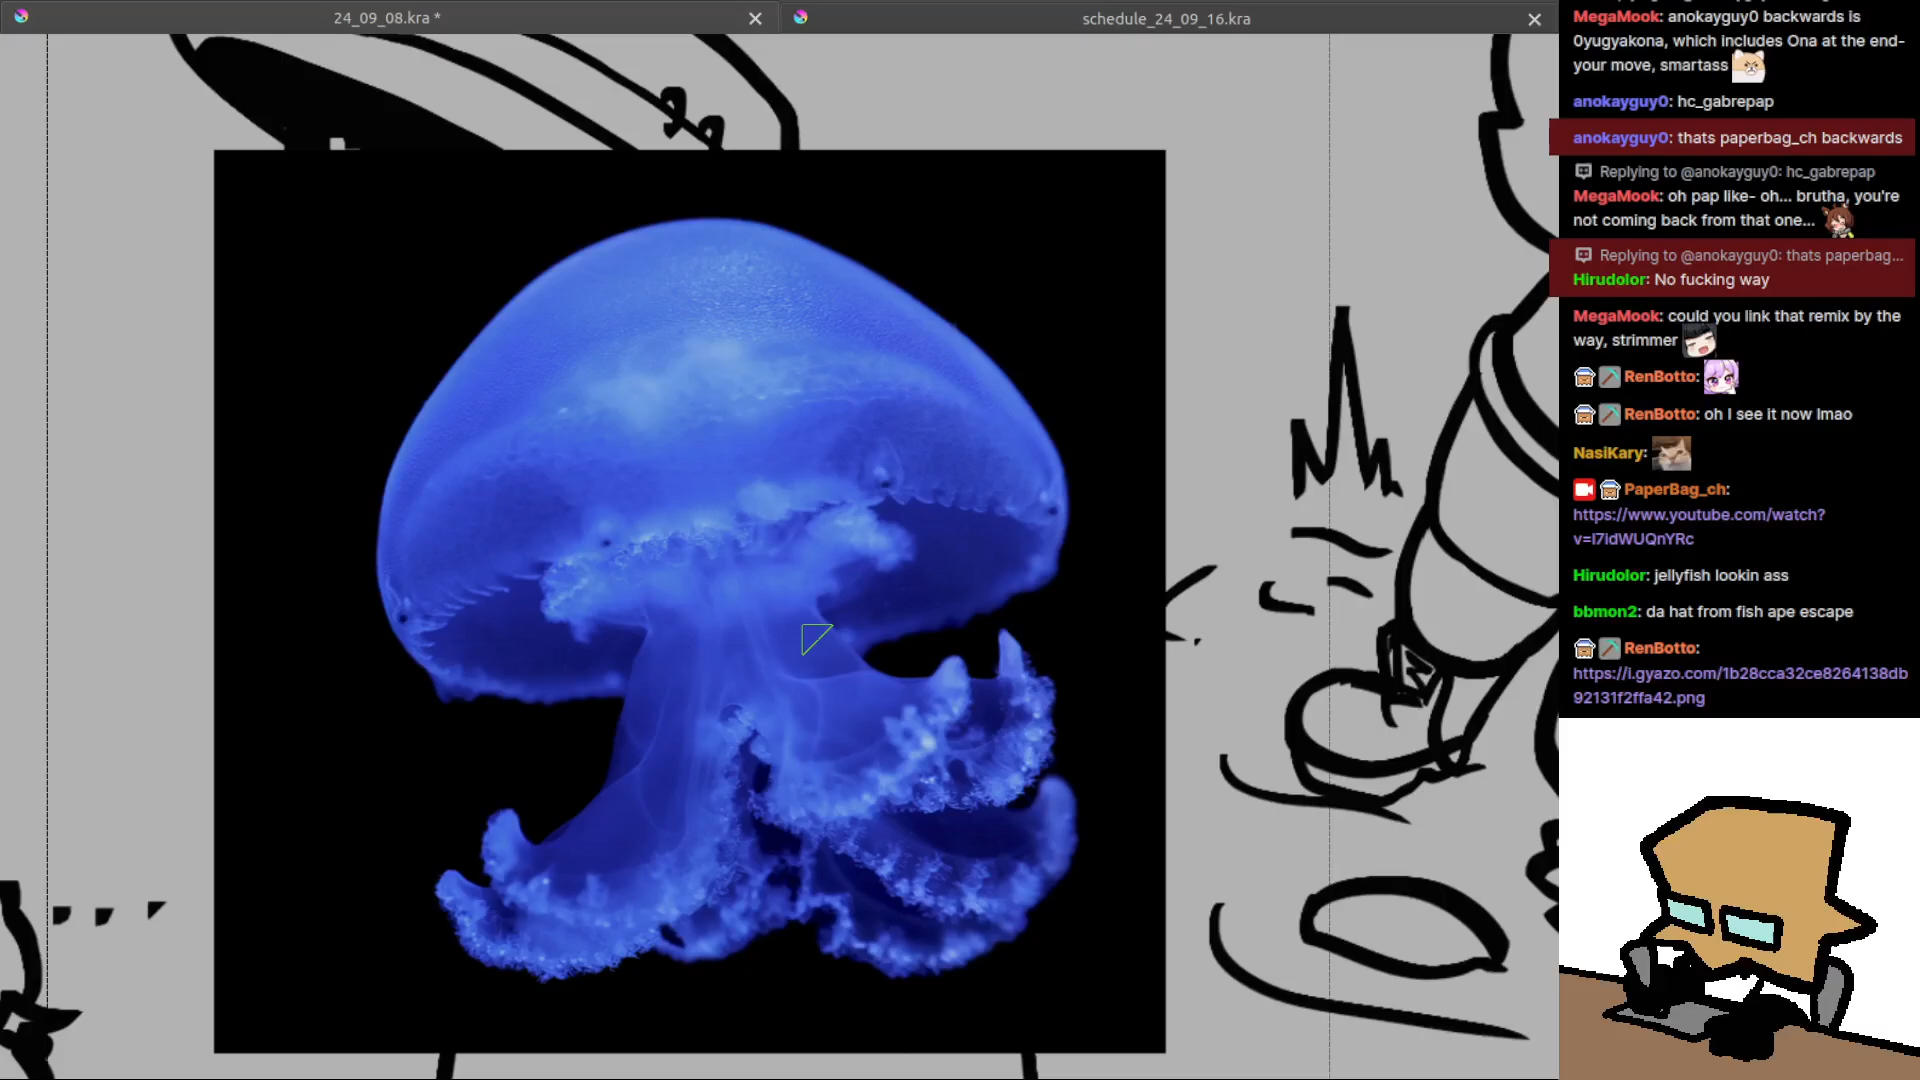 24_09_08.kra *
schedule_24_09_16.kra
MegaMook: anokayguy0 backwards is
0yugyakona, which includes Ona at the end-
your move, smartass
anokayguy0: hc_gabrepap
anokayguy0: thats paperbag_ch backwards
Replying to @anokayguy0: hc_gabrepap
MegaMook: oh pap like- oh... brutha, you're
not coming back from that one...
Replying to @anokayguy0: thats paperbag...
Hirudolor: No fucking way
MegaMook: could you link that remix by the
way, strimmer
RenBotto:
RenBotto: oh I see it now lmao
NasiKary:
PaperBag_ch:
https://www.youtube.com/watch?
v=l7idWUQnYRc
Hirudolor: jellyfish lookin ass
bbmon2: da hat from fish ape escape
RenBotto:
https://i.gyazo.com/1b28cca32ce8264138db
92131f2ffa42.png